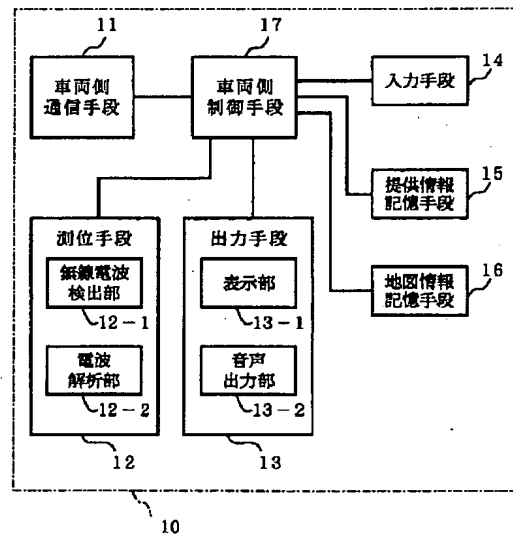 11
17
車両側
通信手段
車両側
制御手段
入力手段
14
提供情報
記憶手段
15
地図情報
記憶手段
16
測位手段
無線電波
検出部
12-1
電波
解析部
12-2
12
出力手段
表示部
13-1
音声
出力部
13-2
13
10